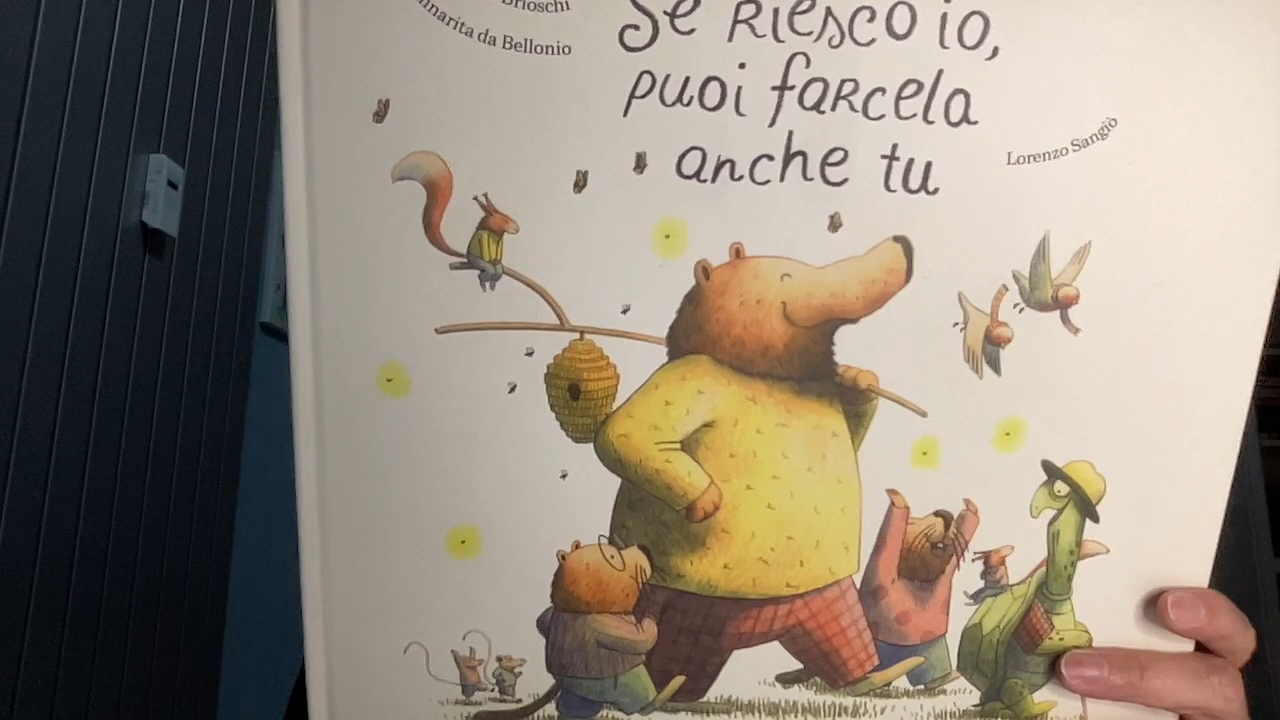 Brioschi
nnarita da Bellonio
Se Riesco io,
puoi faRcela
anche tu
Lorenzo Sangiò